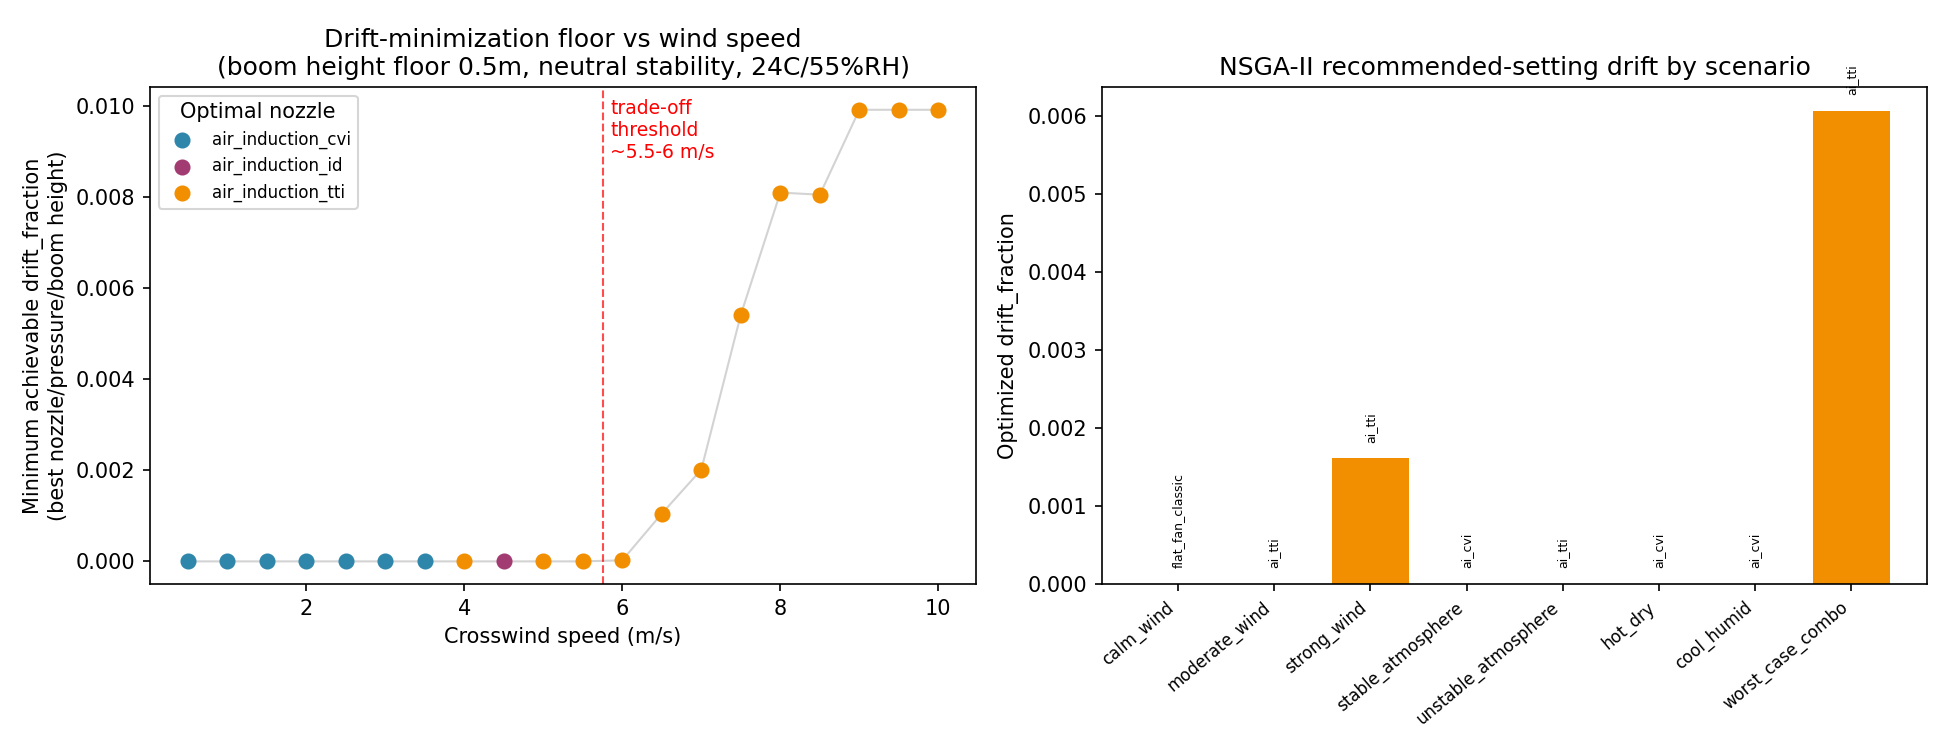 Drift-minimization floor vs wind speed
(boom height floor 0.5m, neutral stability, 24C/55%RH)
Minimum achievable drift_fraction
(best nozzle/pressure/boom height)
0.010
0.008
0.006
0.004
0.002
0.000
Optimal nozzle
air_induction_cvi
air_induction_id
air_induction_tti
trade-off
threshold
~5.5-6 m/s
2
4
6
8
10
Crosswind speed (m/s)
NSGA-II recommended-setting drift by scenario
Optimized drift_fraction
0.006
0.005
0.004
0.003
0.002
0.001
0.000
flat_fan_classic
ai_tti
ai_tti
ai_cvi
ai_tti
ai_cvi
ai_cvi
ai_tti
calm_wind
moderate_wind
strong_wind
stable_atmosphere
unstable_atmosphere
hot_dry
cool_humid
worst_case_combo